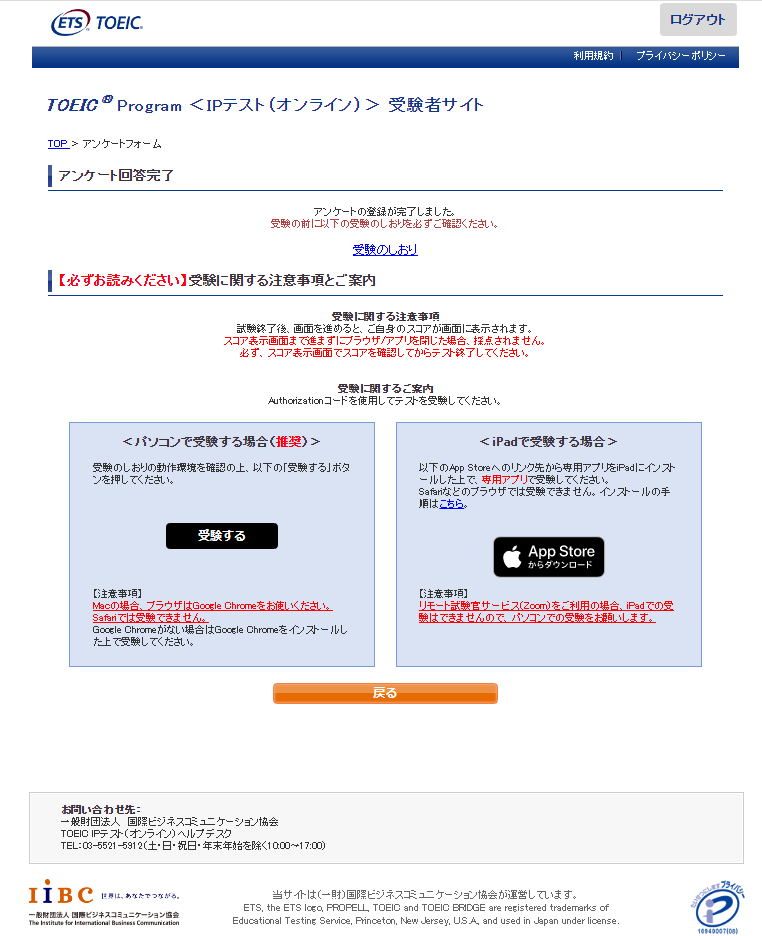 ETS TOEIC.
ログアウト
利用規約 | プライバシーポリシー
TOEIC® Program ＜IPテスト（オンライン）＞ 受験者サイト
TOP > アンケートフォーム
アンケート回答完了
アンケートの登録が完了しました。
受験の前に以下の受験のしおりを必ずご確認ください。
受験のしおり
【必ずお読みください】受験に関する注意事項とご案内
受験に関する注意事項
試験終了後、画面を進めると、ご自身のスコアが画面に表示されます。
スコア表示画面まで進まずにブラウザ/アプリを閉じた場合、採点されません。
必ず、スコア表示画面でスコアを確認してからテスト終了してください。
受験に関するご案内
Authorizationコードを使用してテストを受験してください。
＜パソコンで受験する場合（推奨）＞
受験のしおりの動作環境を確認の上、以下の「受験する」ボタ
ンを押してください。
受験する
【注意事項】
Macの場合、ブラウザはGoogle Chromeをお使いください。
Safariでは受験できません。
Google Chromeがない場合はGoogle Chromeをインストールし
た上で受験してください。
＜iPadで受験する場合＞
以下のApp Storeへのリンク先から専用アプリをiPadにインスト
ールした上で、専用アプリで受験してください。
Safariなどのブラウザでは受験できません。インストールの手
順はこちら。
App Store
からダウンロード
【注意事項】
リモート試験官サービス(Zoom)をご利用の場合、iPadでの受
験はできませんので、パソコンでの受験をお願いします。
戻る
お問い合わせ先：
一般財団法人　国際ビジネスコミュニケーション協会
TOEIC IPテスト（オンライン）ヘルプデスク
TEL：03-5521-5912（土・日・祝日・年末年始を除く10:00～17:00）
IIBC 世界は、あなたでつながる。
一般財団法人 国際ビジネスコミュニケーション協会
The Institute for International Business Communication
当サイトは（一財）国際ビジネスコミュニケーション協会が運営しています。
ETS, the ETS logo, PROPELL, TOEIC and TOEIC BRIDGE are registered trademarks of
Educational Testing Service, Princeton, New Jersey, U.S.A., and used in Japan under license.
プライバシー
10840007(08)